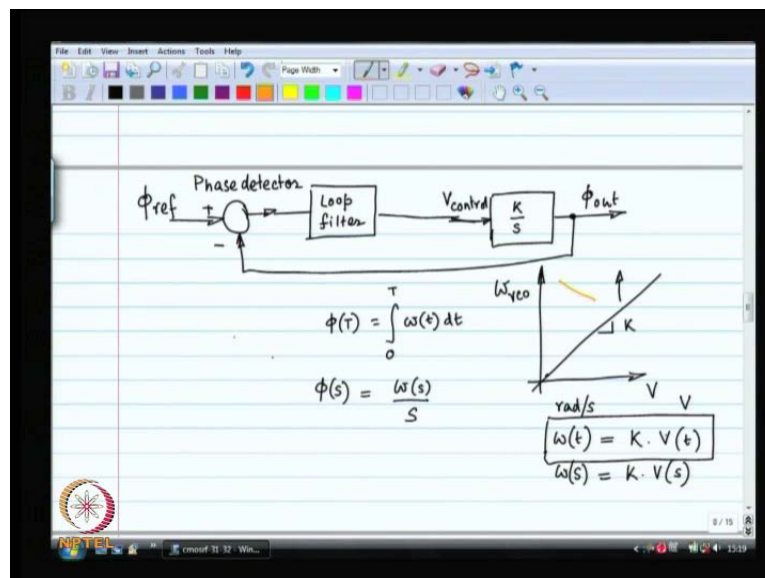 File Edit View Insert Actions Tools Help
Page Width
B I
Phase detector
ϕref + −
Loop filter
Vcontrol
K/S
ϕout
ϕ(T) = ∫₀ᵀ ω(t) dt
ϕ(s) = ω(s)/S
ωvco
K
V
rad/s V
ω(t) = K . V(t)
ω(s) = K . V(s)
8 / 15
NPTEL
cmosrf-31-32 - Win...
15:19